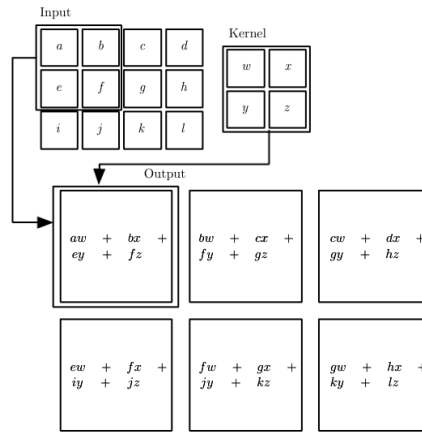 Input
a b c d
e f g h
i j k l
Kernel
w x
y z
Output
aw + bx +
ey + fz
bw + cx +
fy + gz
cw + dx +
gy + hz
ew + fx +
iy + jz
fw + gx +
jy + kz
gw + hx +
ky + lz